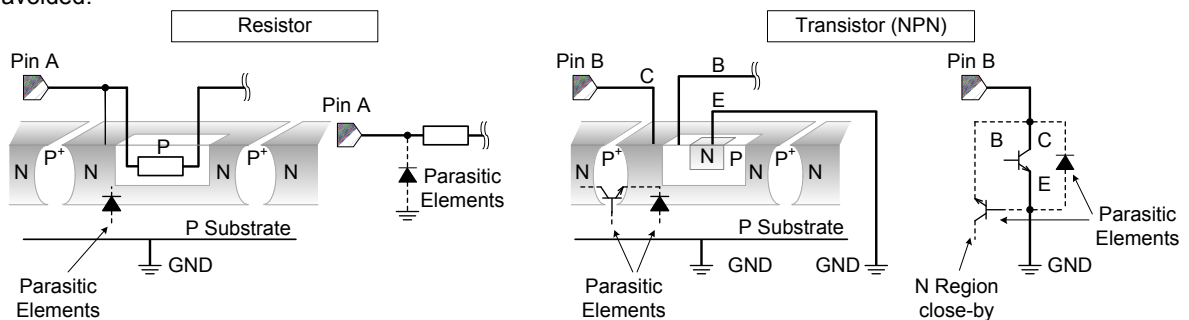 avoided.
Resistor
Transistor (NPN)
Pin A
Pin A
P
N P+ N N P+ N
Parasitic
Elements
P Substrate
GND
Parasitic
Elements
Pin B
C
B
E
N P+ N N P N P+ N
P Substrate
GND
GND
Parasitic
Elements
Pin B
B
C
E
Parasitic
Elements
GND
N Region
close-by